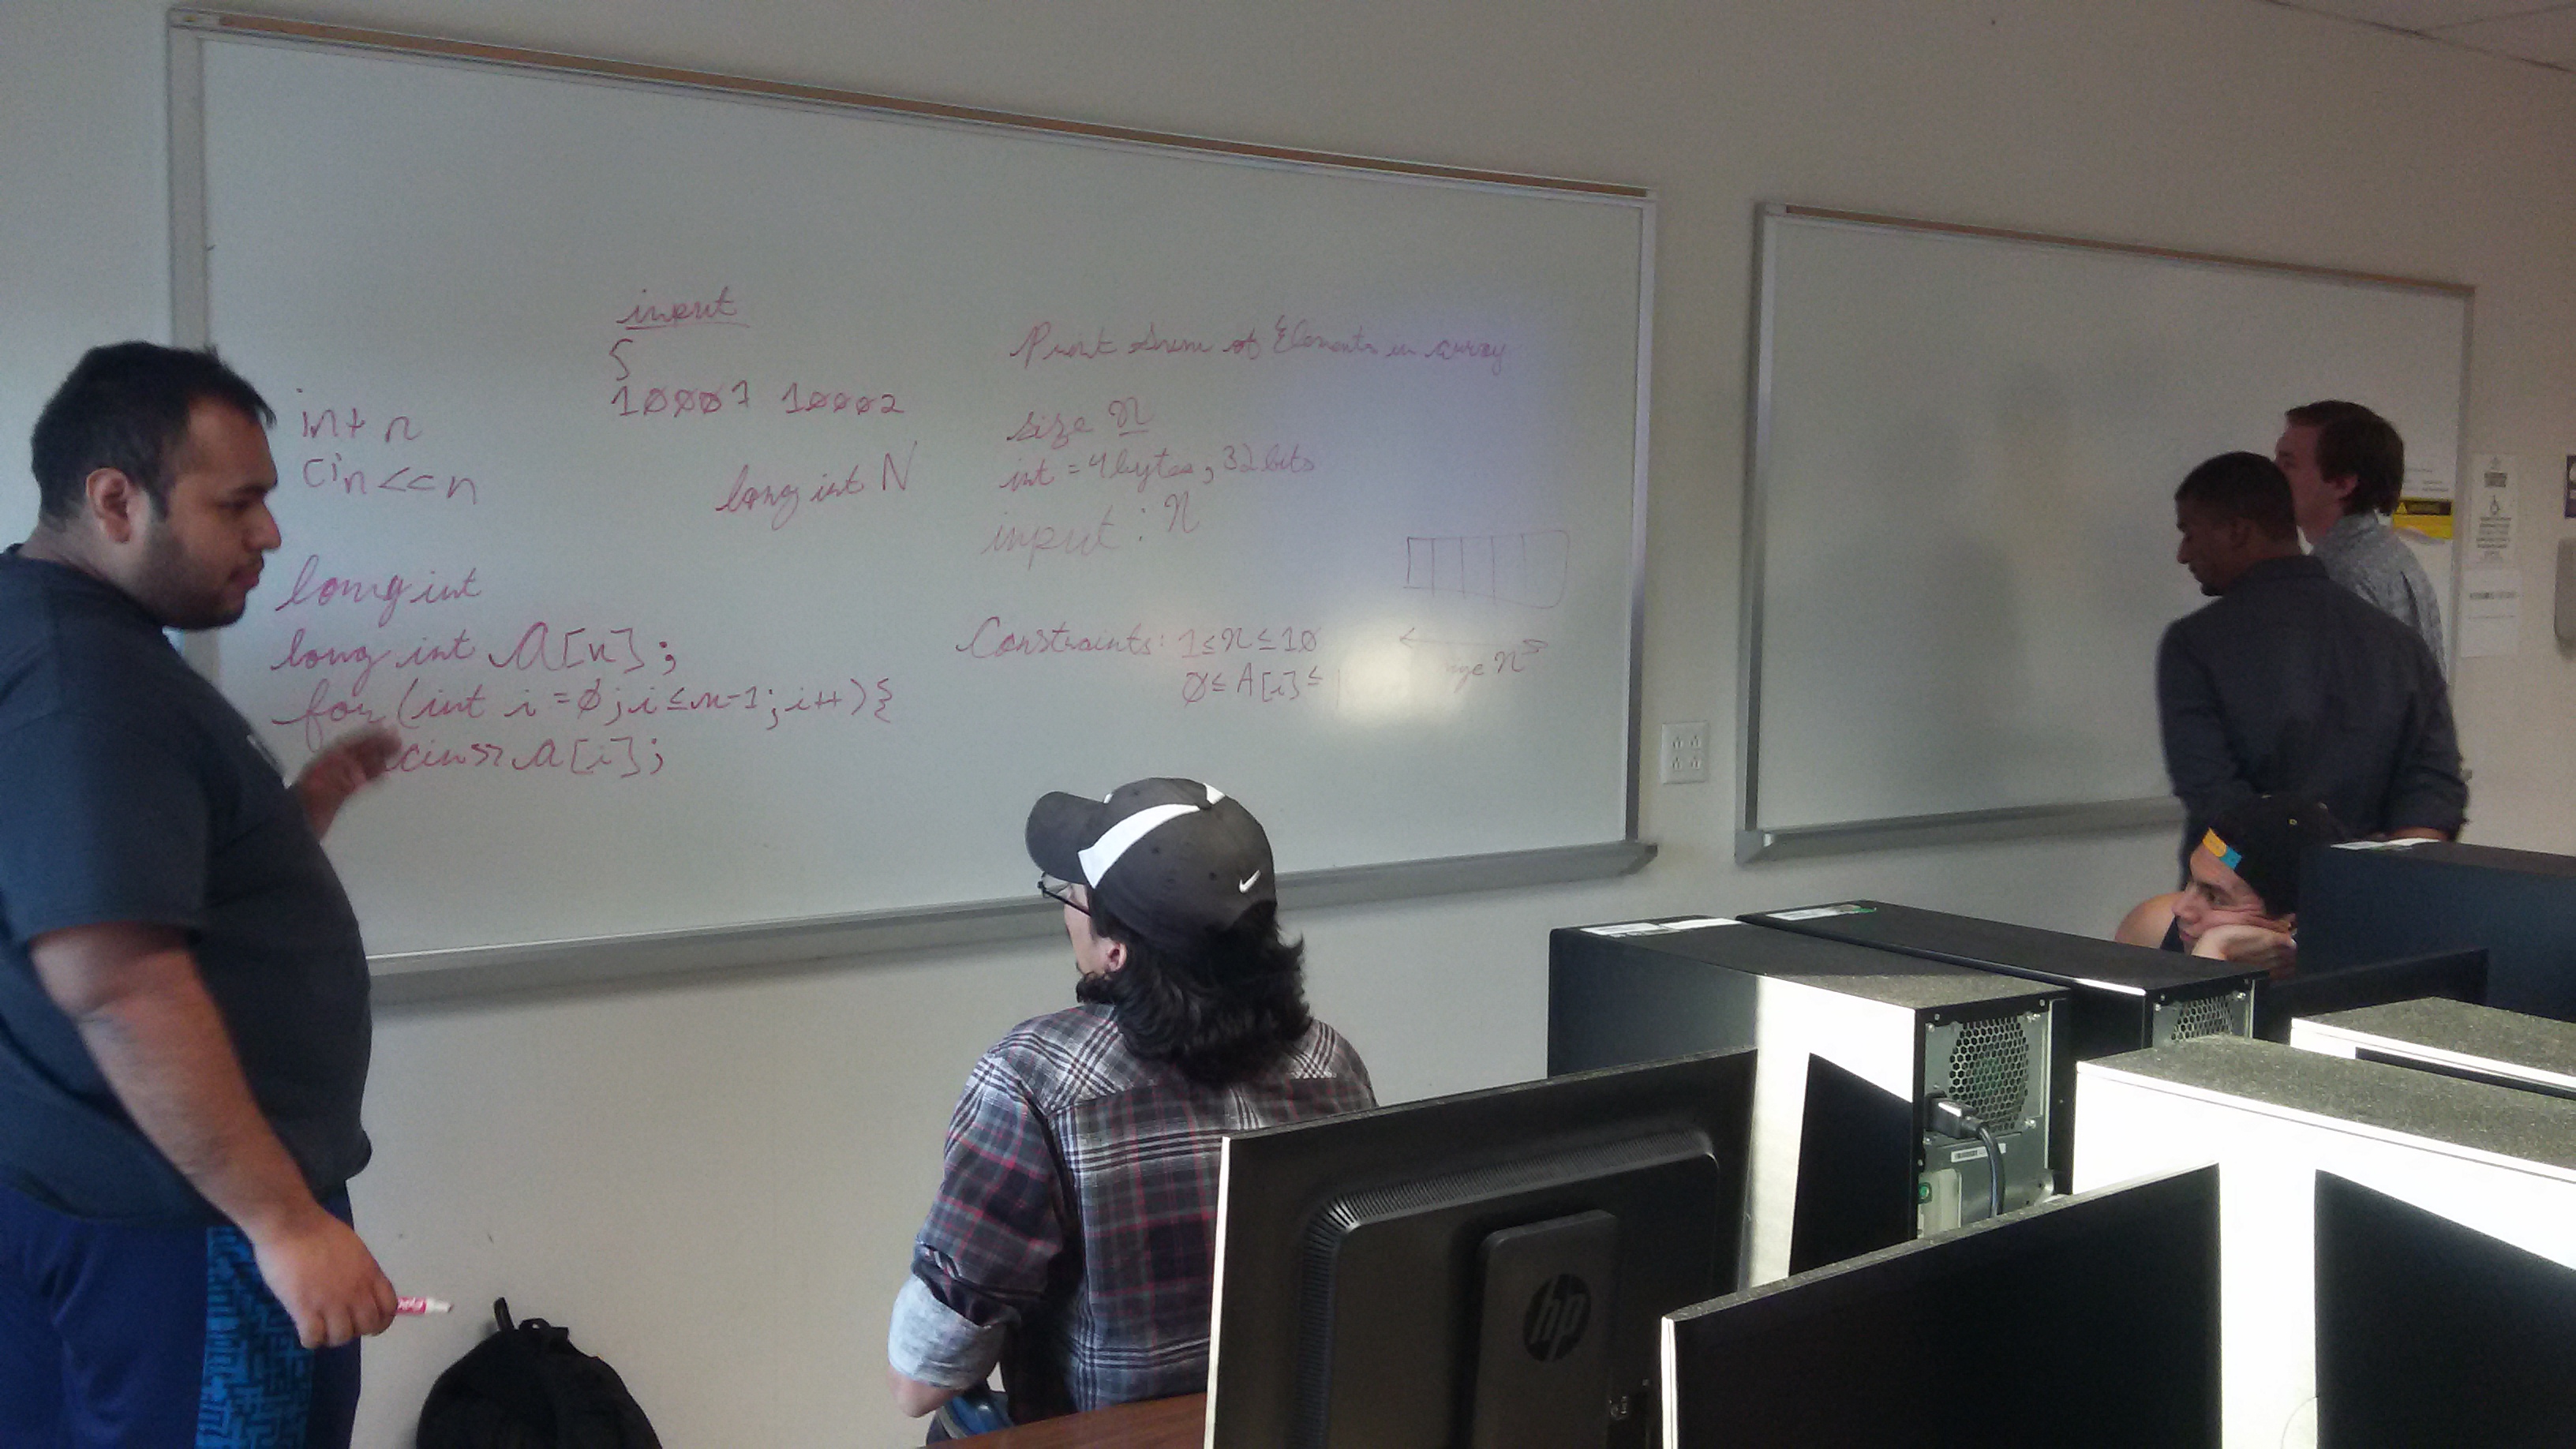 int n
cin << n
long int
long int A[n];
for (int i = 0; i ≤ n-1; i++) {
cin >> A[i];
input
5
10001 10002
long int N
Print Sum of Elements in array
size n
int = 4 bytes, 32 bits
input : n
Constraints: 1 ≤ n ≤ 10
0 ≤ A[i] ≤
n
hp